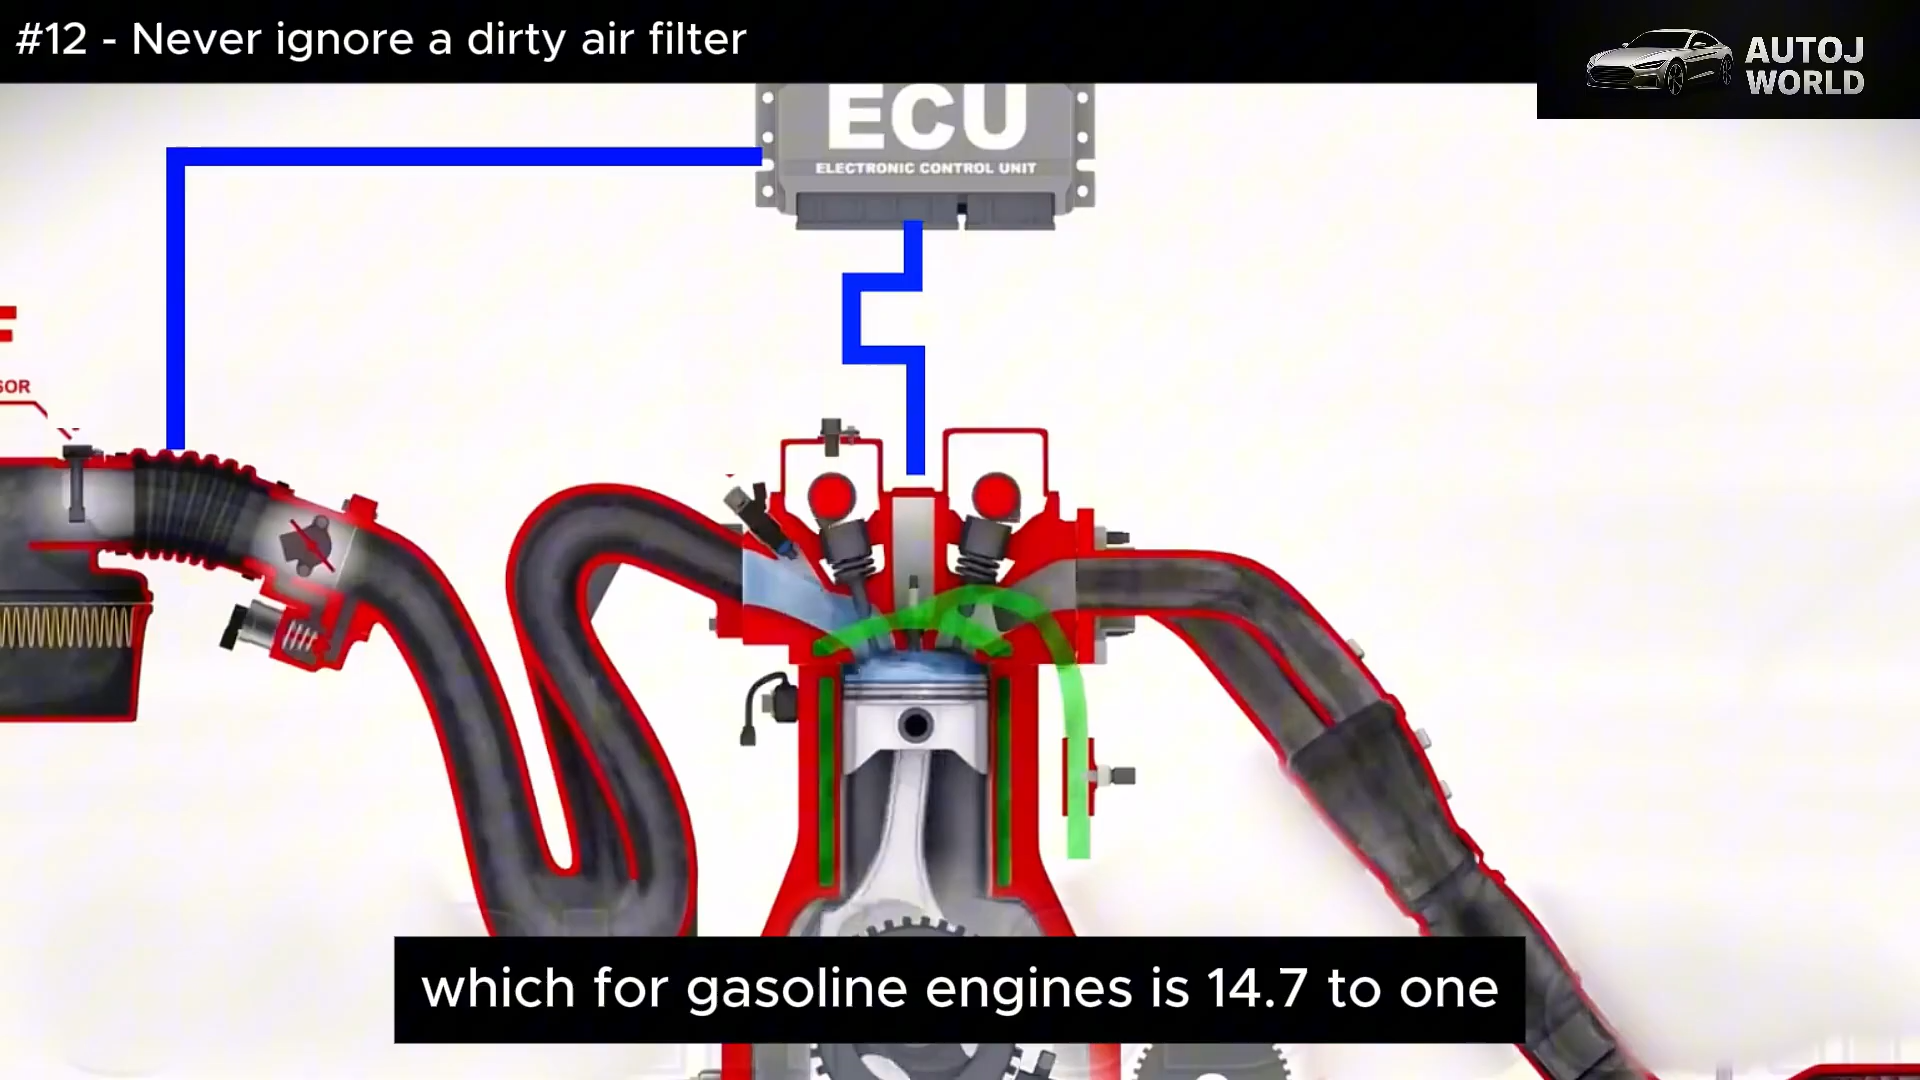 #12 - Never ignore a dirty air filter
AUTOJ
WORLD
ECU
ELECTRONIC CONTROL UNIT
F
SOR
which for gasoline engines is 14.7 to one